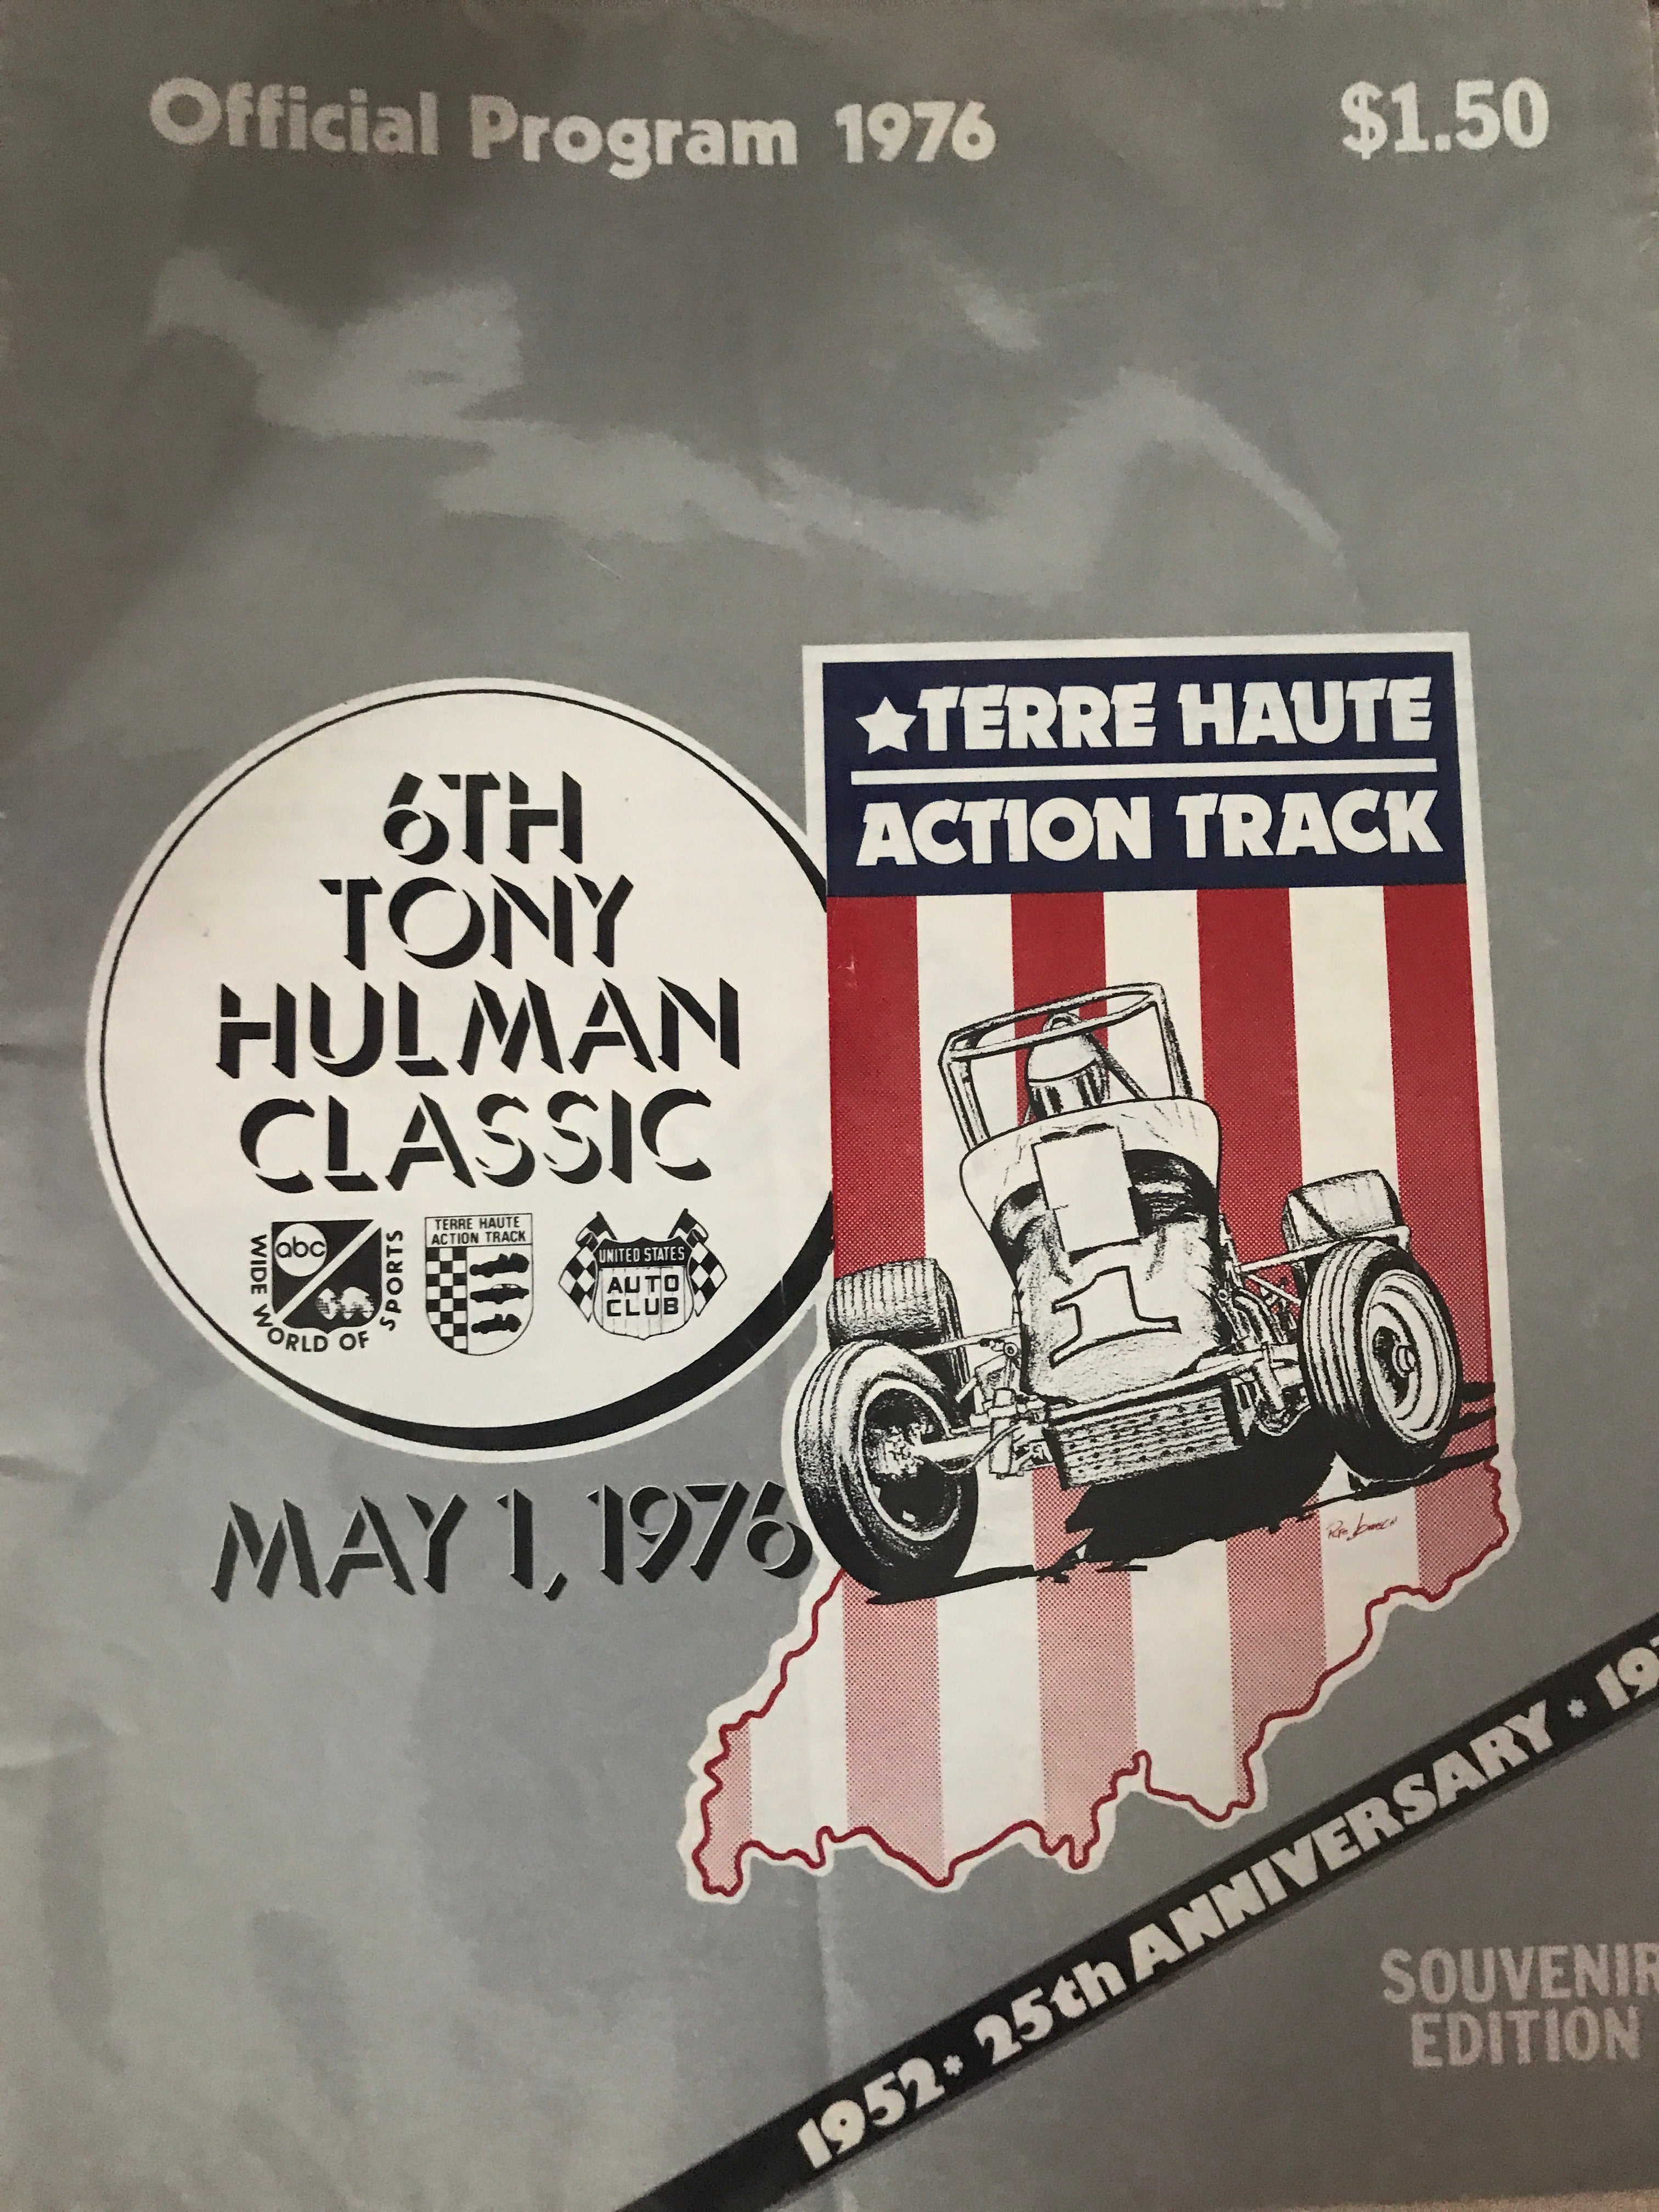 Official Program 1976
$1.50
★TERRE HAUTE
ACTION TRACK
6TH
TONY
HULMAN
CLASSIC
abc
WIDE WORLD OF SPORTS
TERRE HAUTE
ACTION TRACK
UNITED STATES
AUTO
CLUB
1
MAY 1, 1976
1952 * 25th ANNIVERSARY *
SOUVENIR
EDITION